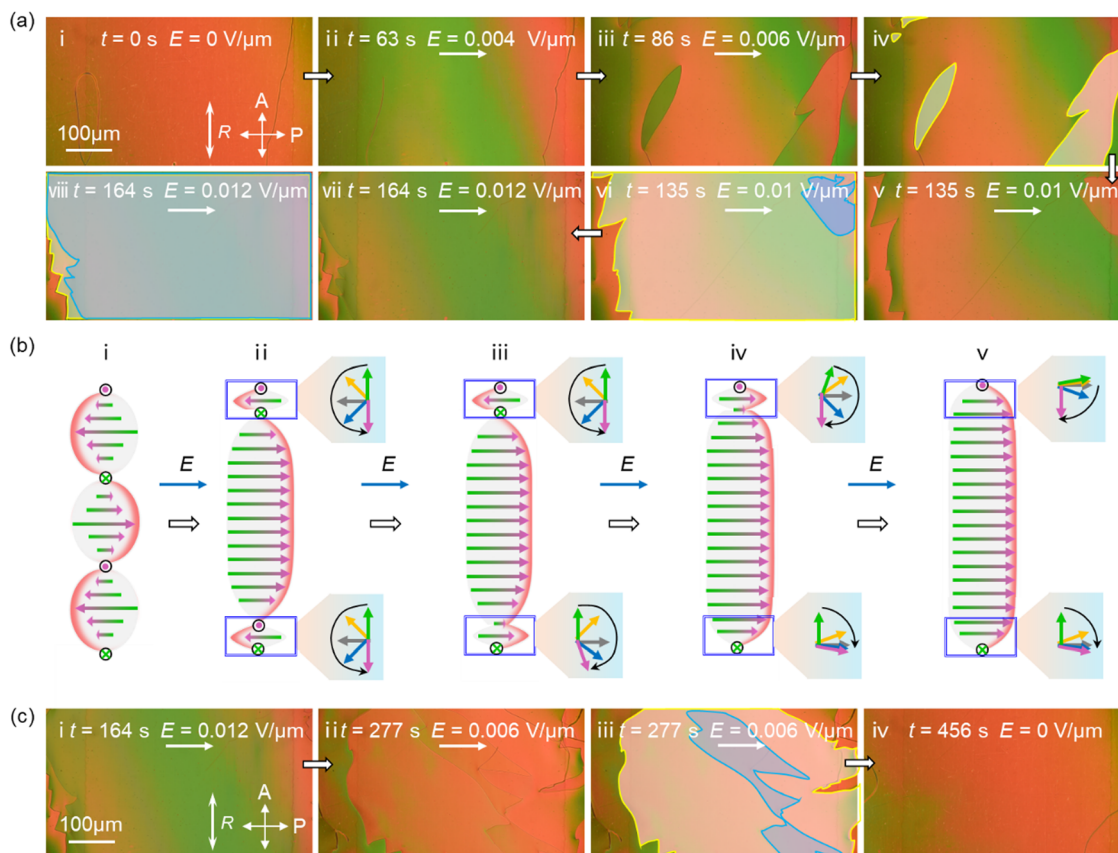 (a)
i t = 0 s E = 0 V/μm
ii t = 63 s E = 0.004 V/μm
iii t = 86 s E = 0.006 V/μm
iv
A
R
P
100μm
viii t = 164 s E = 0.012 V/μm
vii t = 164 s E = 0.012 V/μm
vi t = 135 s E = 0.01 V/μm
v t = 135 s E = 0.01 V/μm
(b)
i
ii
iii
iv
v
E
E
E
E
(c)
i t = 164 s E = 0.012 V/μm
ii t = 277 s E = 0.006 V/μm
iii t = 277 s E = 0.006 V/μm
iv t = 456 s E = 0 V/μm
A
R
P
100μm